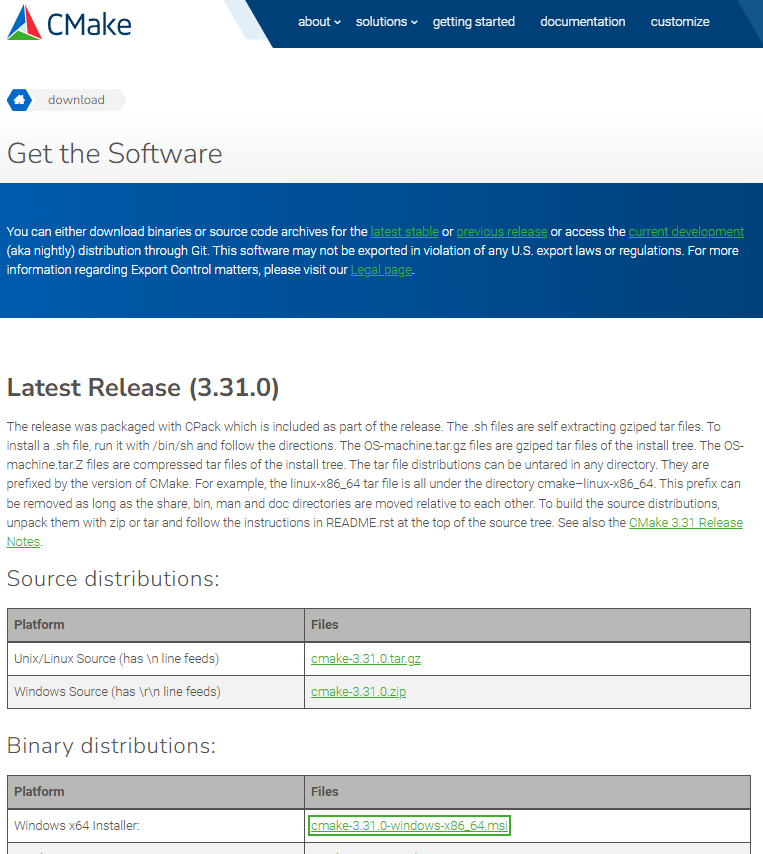 CMake
about
solutions
getting started
documentation
customize
download
Get the Software
You can either download binaries or source code archives for the latest stable or previous release or access the current development
(aka nightly) distribution through Git. This software may not be exported in violation of any U.S. export laws or regulations. For more
information regarding Export Control matters, please visit our Legal page.
Latest Release (3.31.0)
The release was packaged with CPack which is included as part of the release. The .sh files are self extracting gziped tar files. To
install a .sh file, run it with /bin/sh and follow the directions. The OS-machine.tar.gz files are gziped tar files of the install tree. The OS-
machine.tar.Z files are compressed tar files of the install tree. The tar file distributions can be untared in any directory. They are
prefixed by the version of CMake. For example, the linux-x86_64 tar file is all under the directory cmake–linux-x86_64. This prefix can
be removed as long as the share, bin, man and doc directories are moved relative to each other. To build the source distributions,
unpack them with zip or tar and follow the instructions in README.rst at the top of the source tree. See also the CMake 3.31 Release
Notes.
Source distributions:
Platform Files
Unix/Linux Source (has \n line feeds) cmake-3.31.0.tar.gz
Windows Source (has \r\n line feeds) cmake-3.31.0.zip
Binary distributions:
Platform Files
Windows x64 Installer: cmake-3.31.0-windows-x86_64.msi